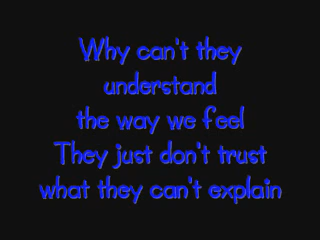 Why can't they
understand
the way we feel
They just don't trust
what they can't explain